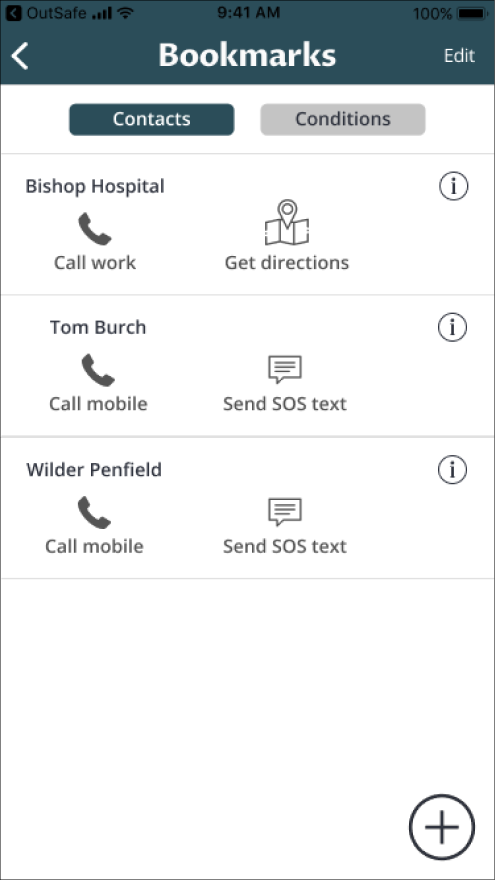 OutSafe 9:41 AM 100%
Bookmarks Edit
Contacts Conditions
Bishop Hospital
Call work Get directions
Tom Burch
Call mobile Send SOS text
Wilder Penfield
Call mobile Send SOS text